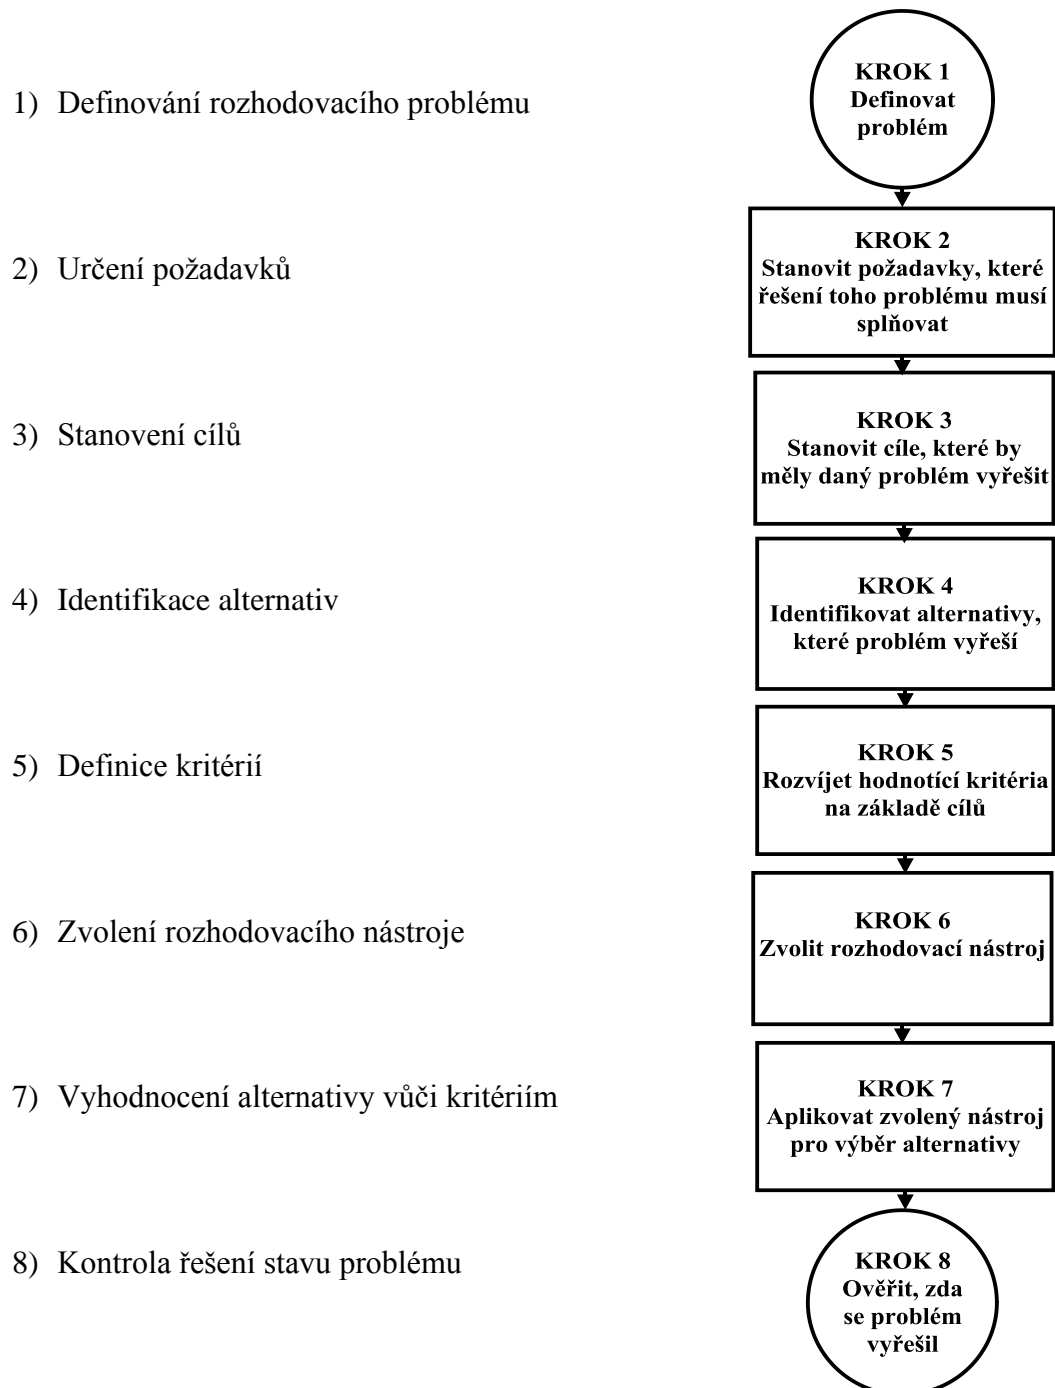 1) Definování rozhodovacího problému
KROK 1
Definovat
problém
2) Určení požadavků
KROK 2
Stanovit požadavky, které
řešení toho problému musí
splňovat
3) Stanovení cílů
KROK 3
Stanovit cíle, které by
měly daný problém vyřešit
4) Identifikace alternativ
KROK 4
Identifikovat alternativy,
které problém vyřeší
5) Definice kritérií
KROK 5
Rozvíjet hodnotící kritéria
na základě cílů
6) Zvolení rozhodovacího nástroje
KROK 6
Zvolit rozhodovací nástroj
7) Vyhodnocení alternativy vůči kritériím
KROK 7
Aplikovat zvolený nástroj
pro výběr alternativy
8) Kontrola řešení stavu problému
KROK 8
Ověřit, zda
se problém
vyřešil